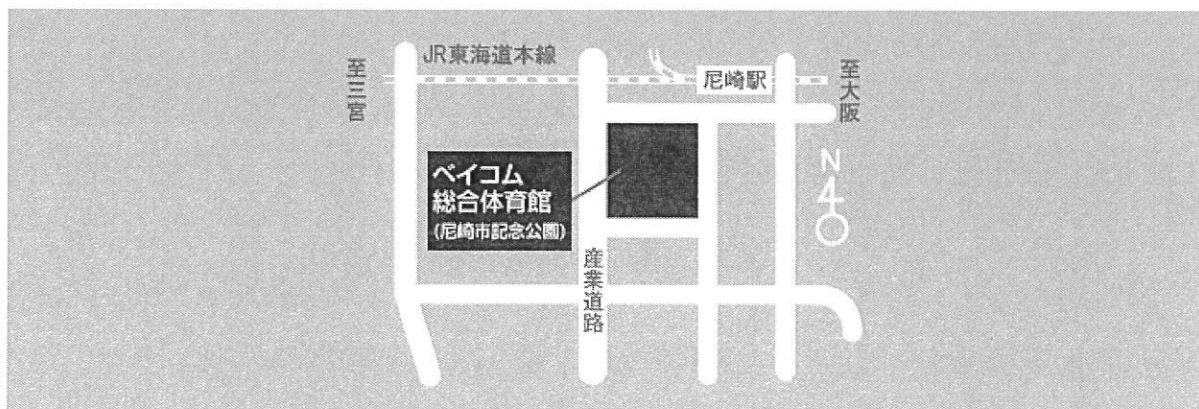 JR東海道本線
至三宮
尼崎駅
至大阪
ベイコム
総合体育館
(尼崎市記念公園)
産業道路
N